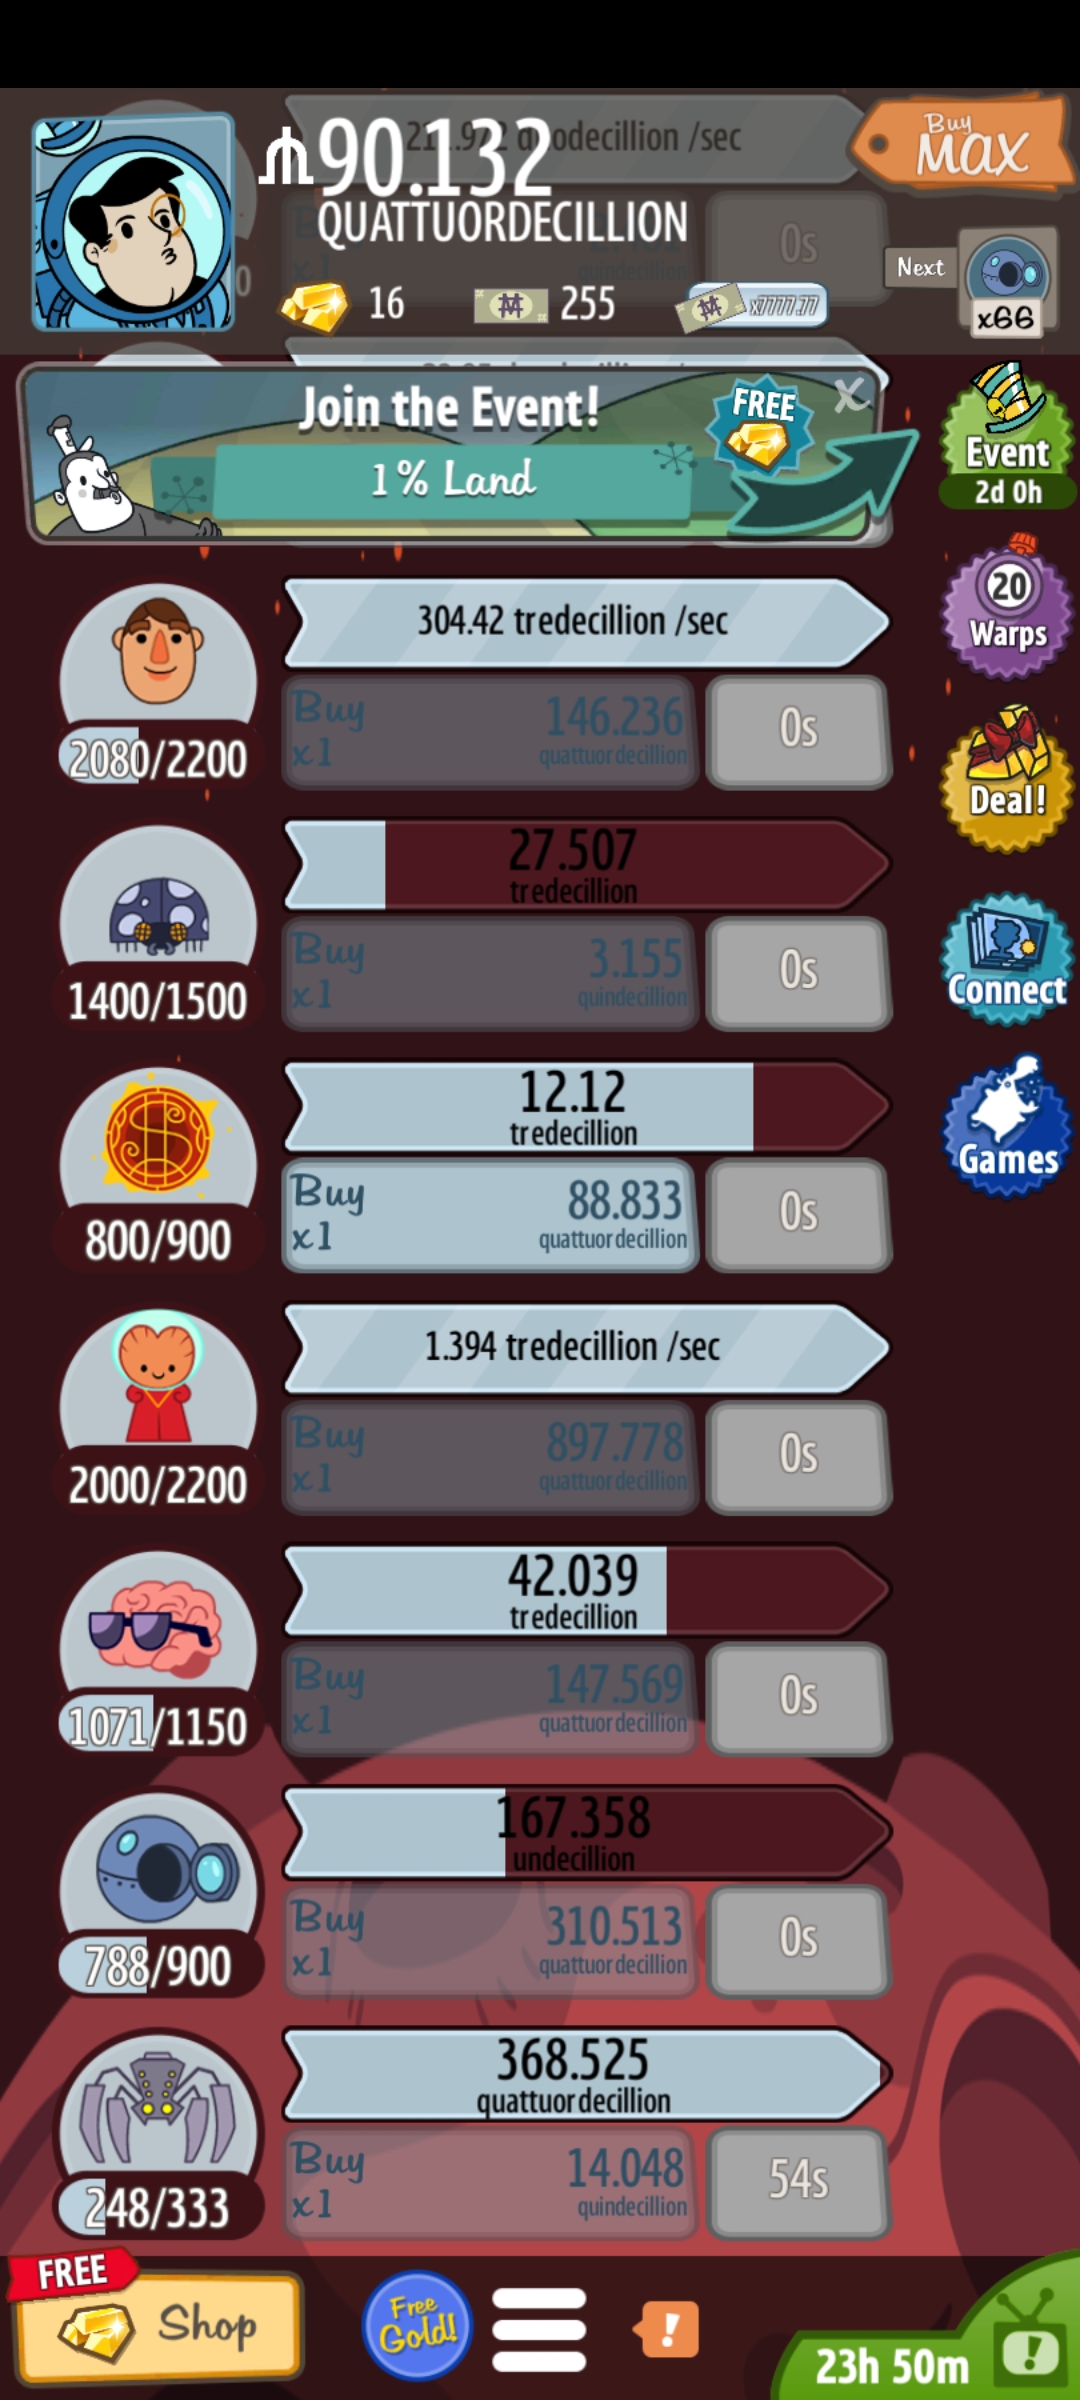 211.972 duodecillion /sec
90.132
QUATTUORDECILLION
Buy
MAX
0s
quindecillion
x1
Next
16
255
x7777.77
x66
Join the Event!
FREE
X
1% Land
Event
2d 0h
304.42 tredecillion /sec
20
Warps
Buy
x1
146.236
quattuordecillion
0s
2080/2200
Deal!
27.507
tredecillion
Buy
x1
3.155
quindecillion
0s
1400/1500
Connect
12.12
tredecillion
Buy
x1
88.833
quattuordecillion
0s
800/900
Games
1.394 tredecillion /sec
Buy
x1
897.778
quattuordecillion
0s
2000/2200
42.039
tredecillion
Buy
x1
147.569
quattuordecillion
0s
1071/1150
167.358
undecillion
Buy
x1
310.513
quattuordecillion
0s
788/900
368.525
quattuordecillion
Buy
x1
14.048
quindecillion
54s
248/333
FREE
Shop
Free
Gold!
!
23h 50m
!